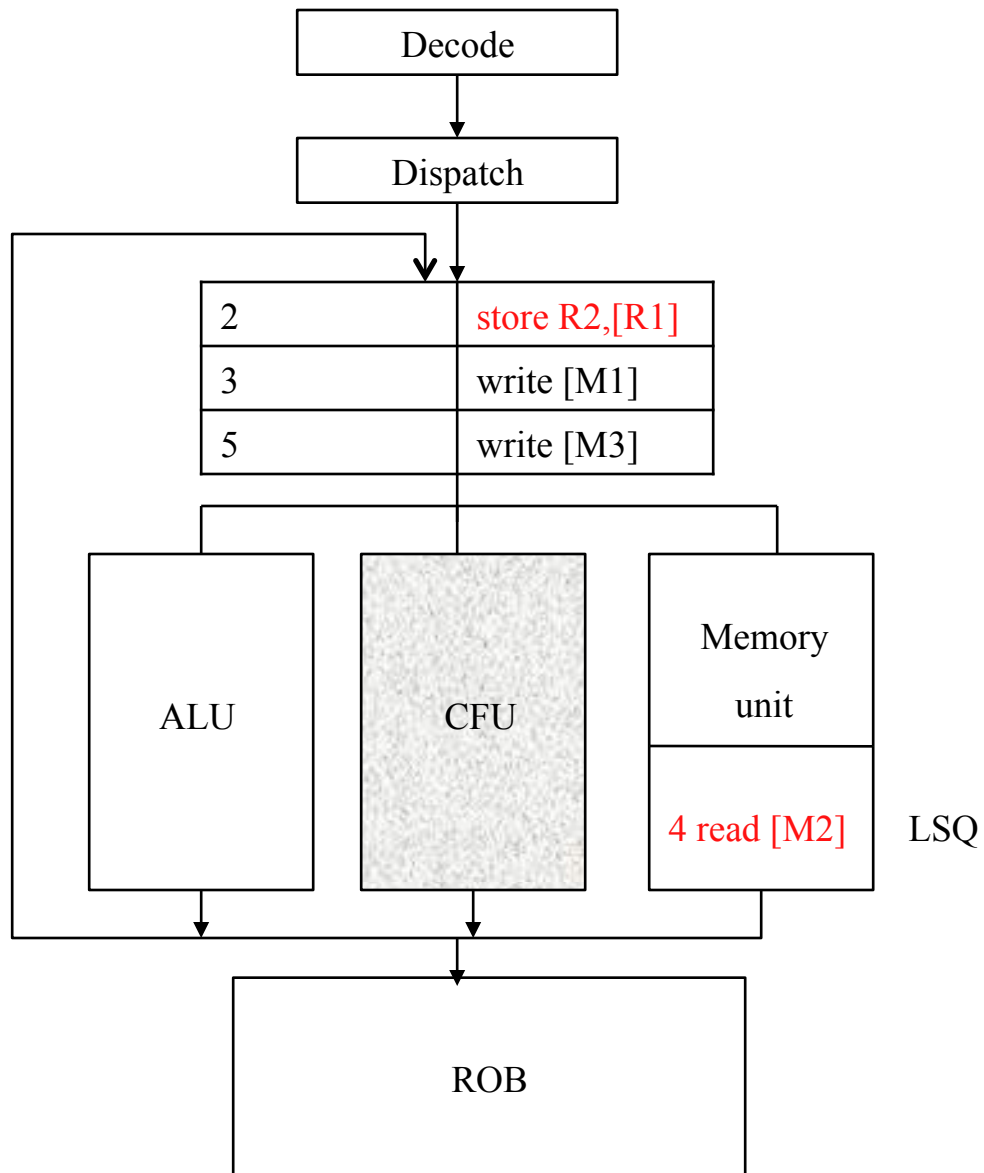 Decode
Dispatch
2 store R2,[R1]
3 write [M1]
5 write [M3]
ALU
CFU
Memory
unit
4 read [M2]
LSQ
ROB